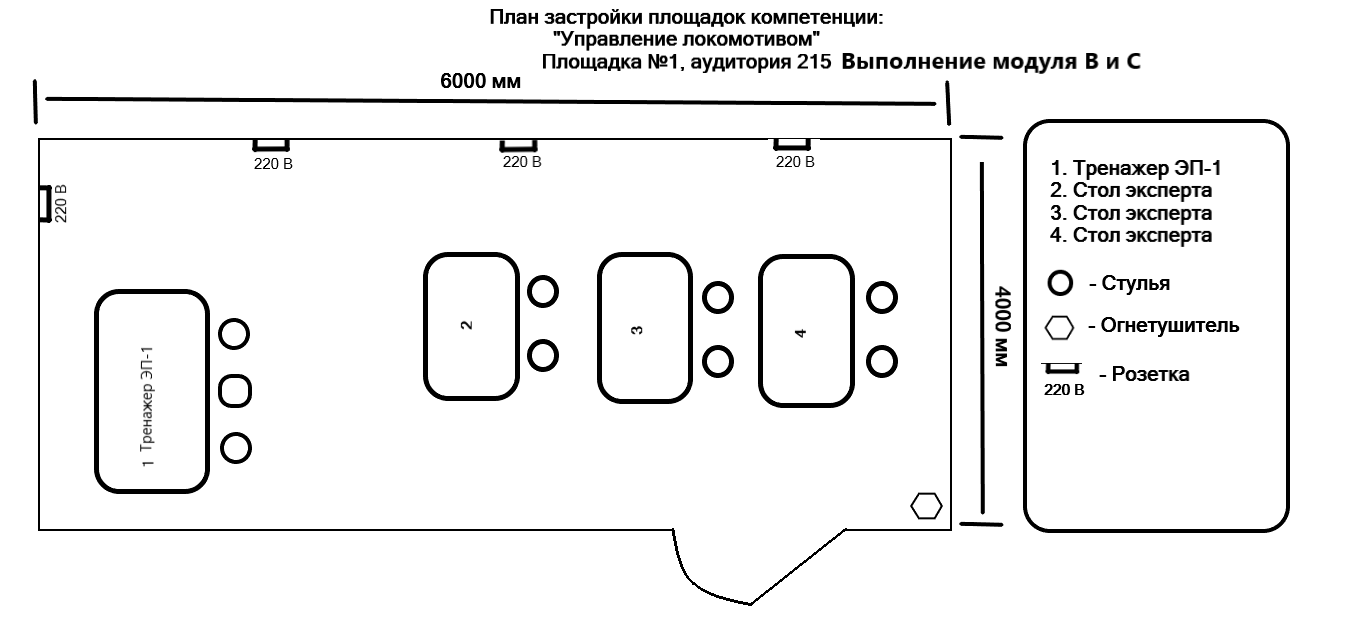 План застройки площадок компетенции:
"Управление локомотивом"
Площадка №1, аудитория 215 Выполнение модуля В и С
6000 мм
220 В
220 В
220 В
220 В
1 Тренажер ЭП-1
2
3
4
4000 мм
1. Тренажер ЭП-1
2. Стол эксперта
3. Стол эксперта
4. Стол эксперта
- Стулья
- Огнетушитель
- Розетка
220 В